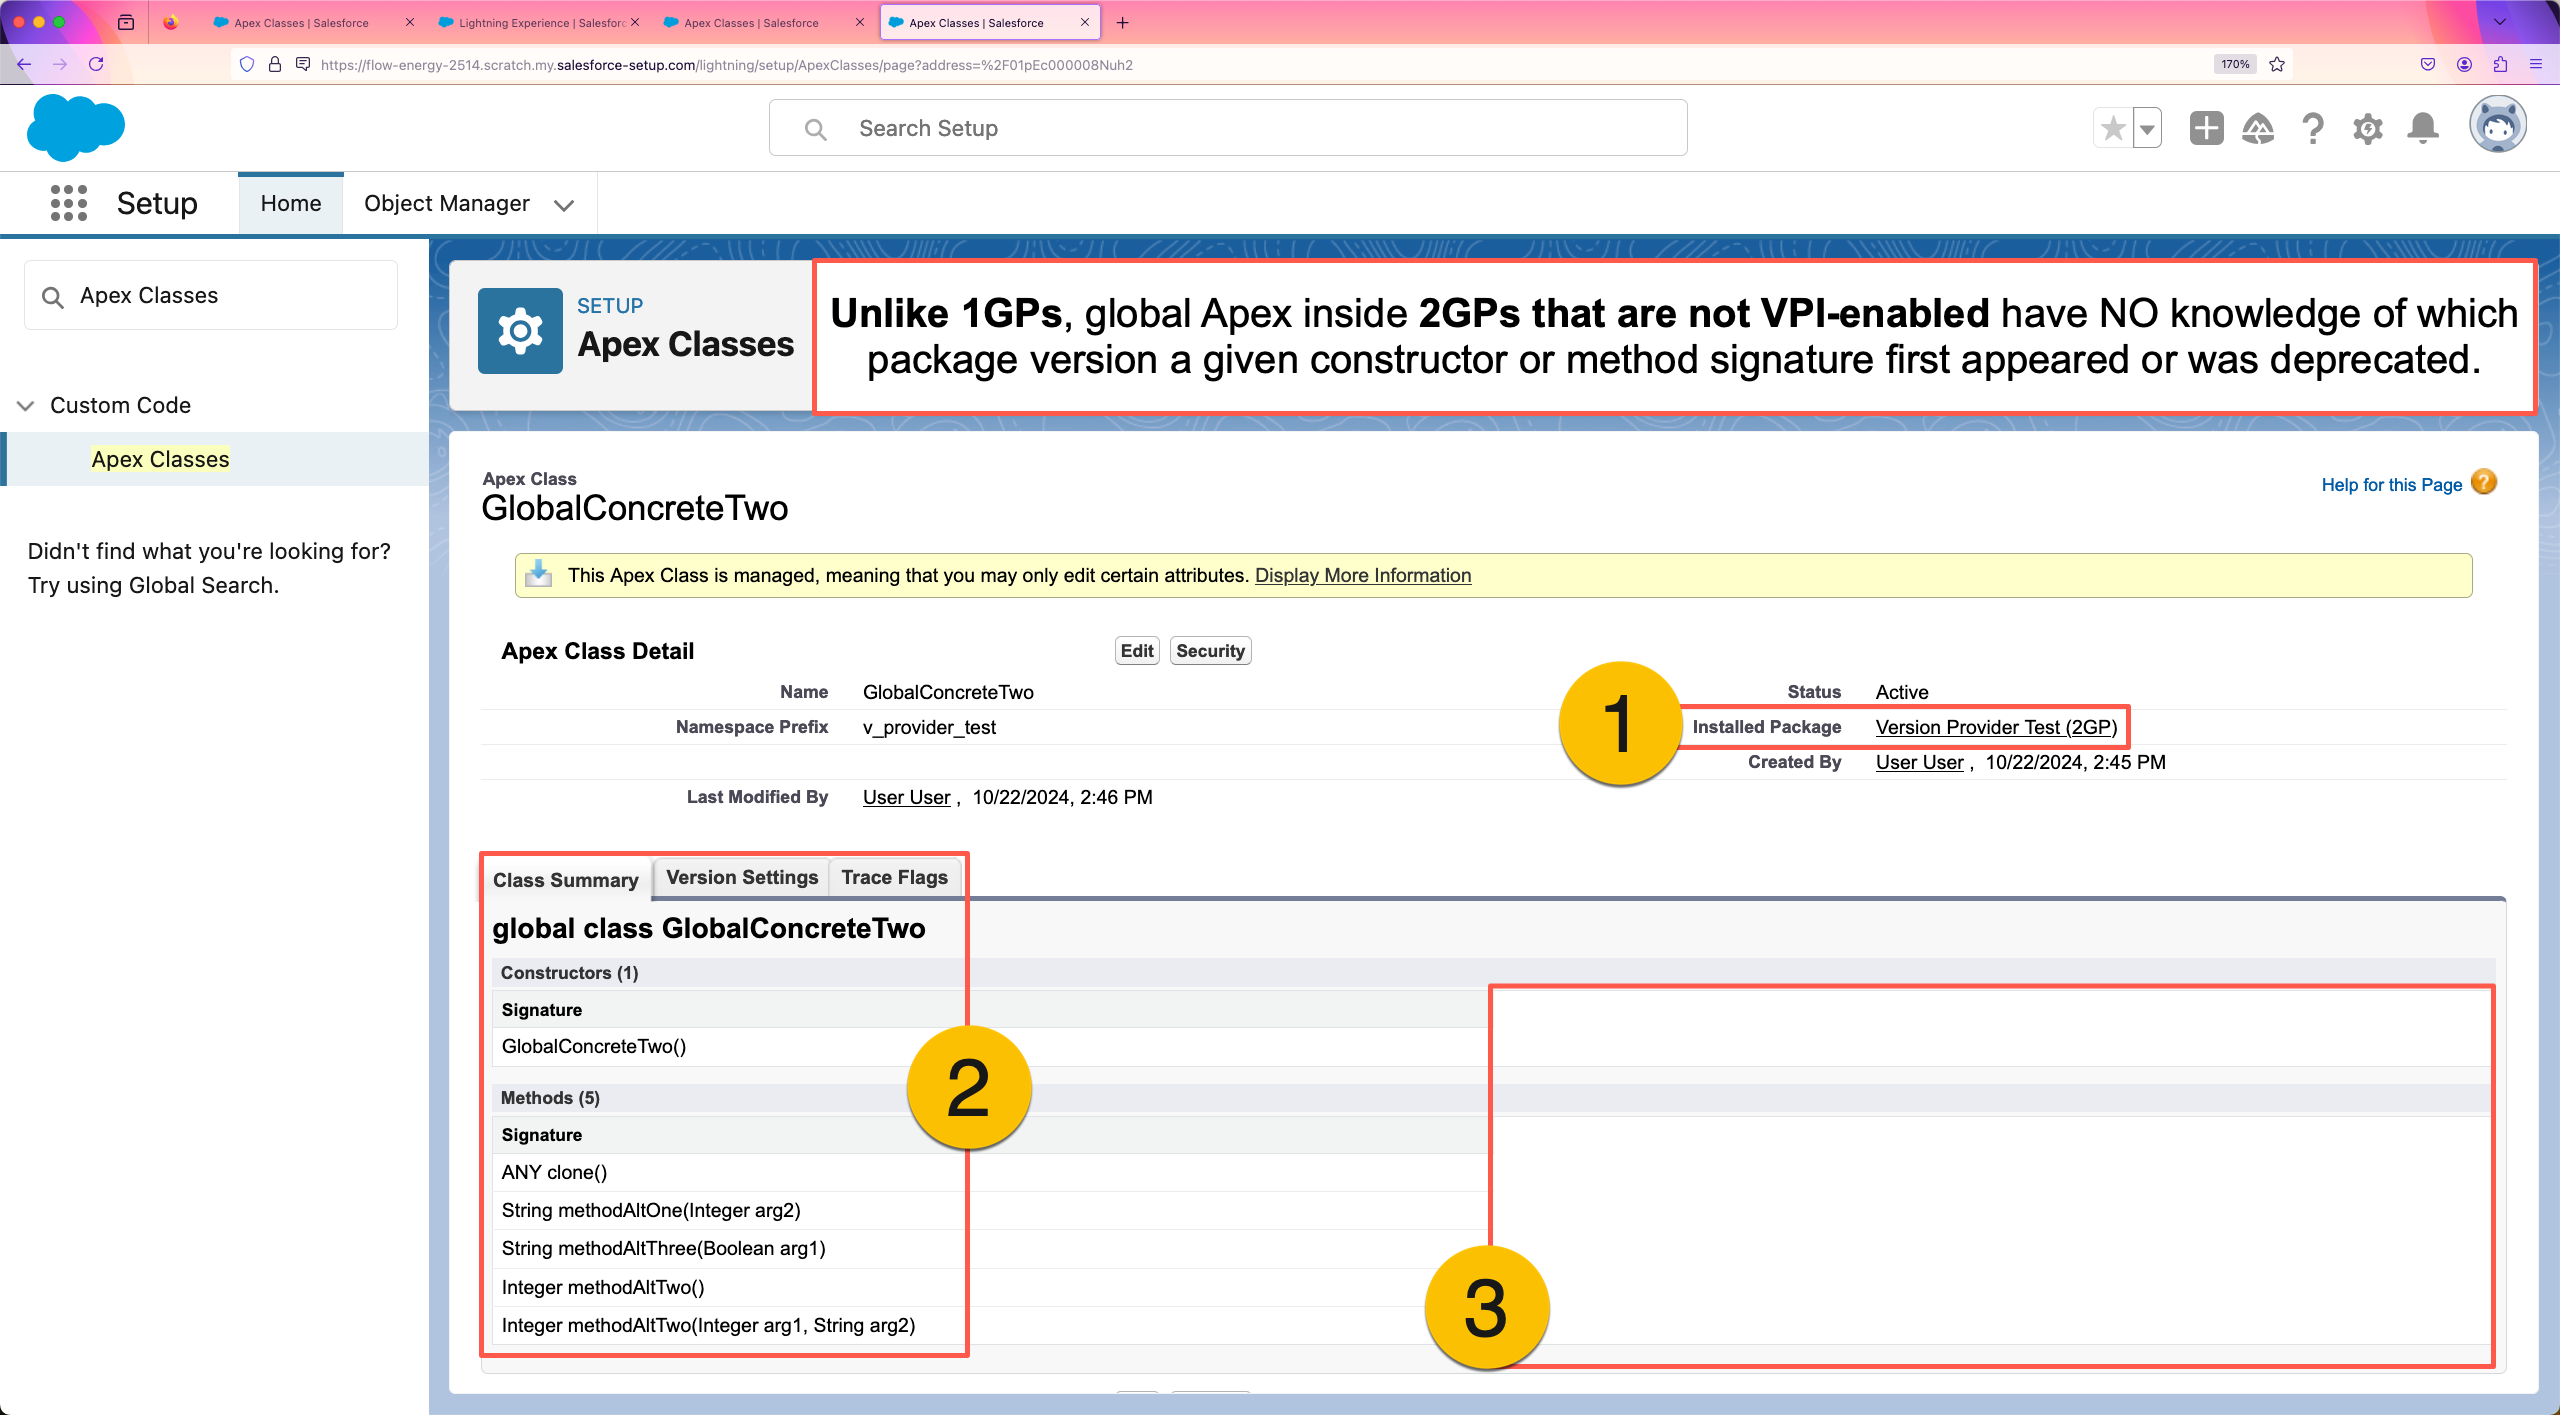 Apex Classes | Salesforce
Lightning Experience | Salesforc
Apex Classes | Salesforce
Apex Classes | Salesforce
https://flow-energy-2514.scratch.my.salesforce-setup.com/lightning/setup/ApexClasses/page?address=%2F01pEc000008Nuh2
170%
Search Setup
Setup
Home
Object Manager
Apex Classes
Custom Code
Apex Classes
Didn't find what you're looking for?
Try using Global Search.
SETUP
Apex Classes
Unlike 1GPs, global Apex inside 2GPs that are not VPI-enabled have NO knowledge of which
package version a given constructor or method signature first appeared or was deprecated.
Apex Class
GlobalConcreteTwo
Help for this Page ?
This Apex Class is managed, meaning that you may only edit certain attributes. Display More Information
Apex Class Detail
Edit
Security
Name GlobalConcreteTwo
Status Active
Namespace Prefix v_provider_test
1
Installed Package Version Provider Test (2GP)
Created By User User , 10/22/2024, 2:45 PM
Last Modified By User User , 10/22/2024, 2:46 PM
Class Summary
Version Settings
Trace Flags
global class GlobalConcreteTwo
Constructors (1)
Signature
GlobalConcreteTwo()
2
Methods (5)
Signature
ANY clone()
String methodAltOne(Integer arg2)
String methodAltThree(Boolean arg1)
Integer methodAltTwo()
Integer methodAltTwo(Integer arg1, String arg2)
3